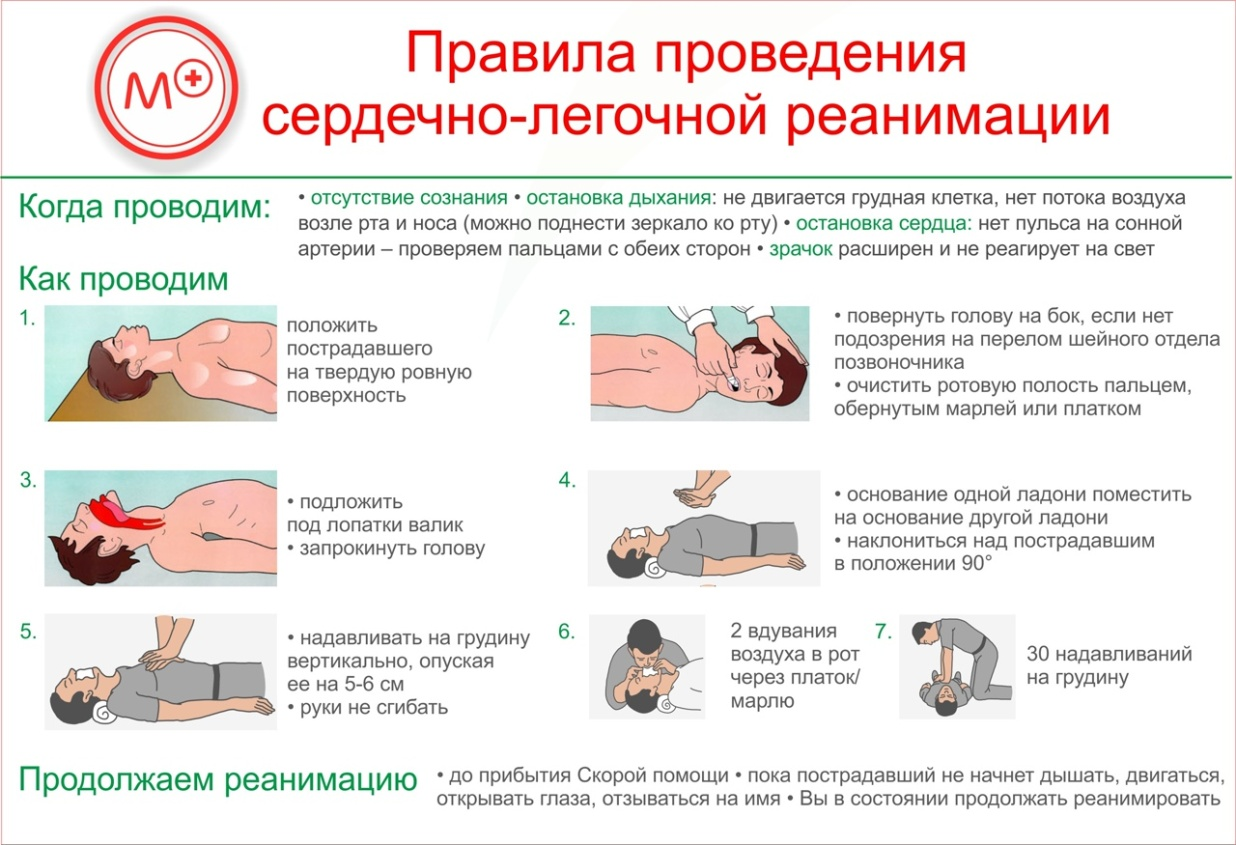 М+
Правила проведения
сердечно-легочной реанимации
Когда проводим:
• отсутствие сознания • остановка дыхания: не двигается грудная клетка, нет потока воздуха
возле рта и носа (можно поднести зеркало ко рту) • остановка сердца: нет пульса на сонной
артерии – проверяем пальцами с обеих сторон • зрачок расширен и не реагирует на свет
Как проводим
1.
положить
пострадавшего
на твердую ровную
поверхность
2.
• повернуть голову на бок, если нет
подозрения на перелом шейного отдела
позвоночника
• очистить ротовую полость пальцем,
обернутым марлей или платком
3.
• подложить
под лопатки валик
• запрокинуть голову
4.
• основание одной ладони поместить
на основание другой ладони
• наклониться над пострадавшим
в положении 90°
5.
• надавливать на грудину
вертикально, опуская
ее на 5-6 см
• руки не сгибать
6.
2 вдувания
воздуха в рот
через платок/
марлю
7.
30 надавливаний
на грудину
Продолжаем реанимацию
• до прибытия Скорой помощи • пока пострадавший не начнет дышать, двигаться,
открывать глаза, отзываться на имя • Вы в состоянии продолжать реанимировать